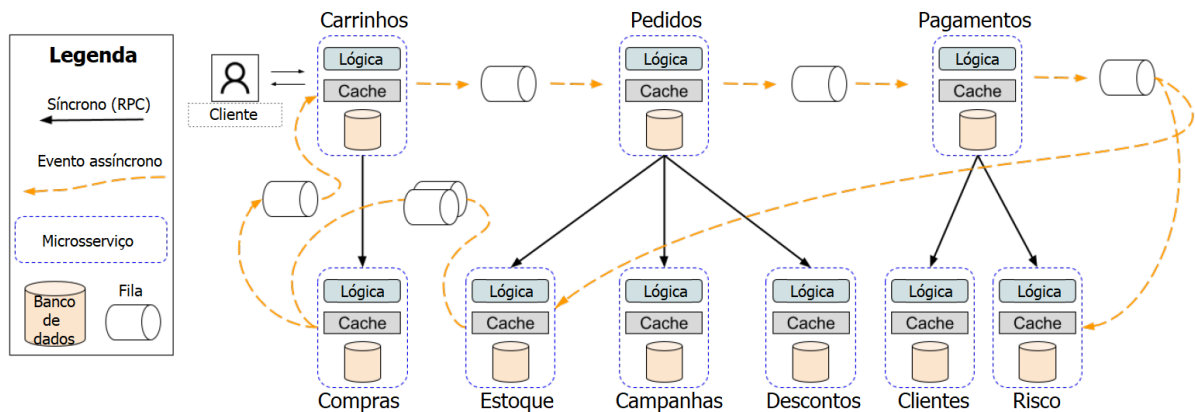 Legenda
Síncrono (RPC)
Evento assíncrono
Microsserviço
Banco
de
dados
Fila
Cliente
Carrinhos
Lógica
Cache
Pedidos
Lógica
Cache
Pagamentos
Lógica
Cache
Lógica
Cache
Compras
Lógica
Cache
Estoque
Lógica
Cache
Campanhas
Lógica
Cache
Descontos
Lógica
Cache
Clientes
Lógica
Cache
Risco